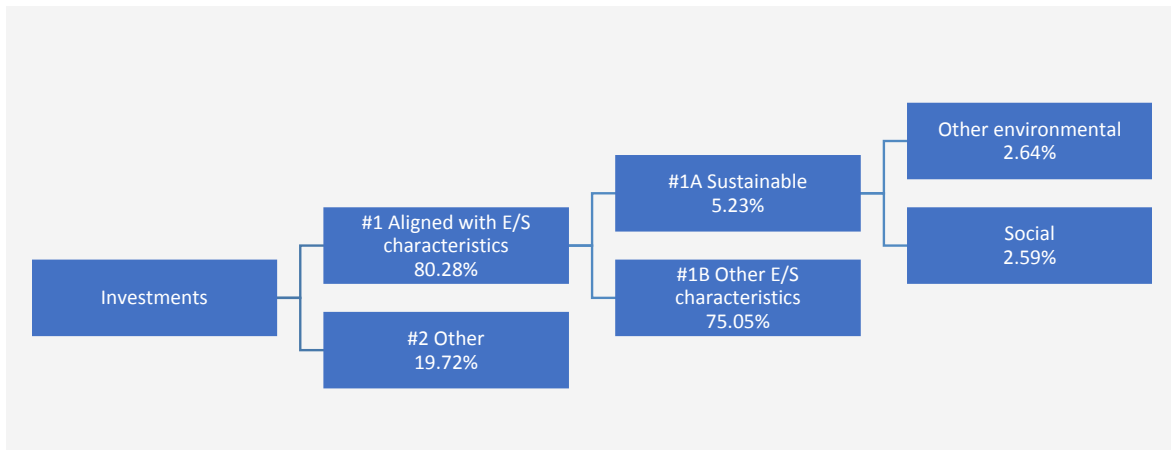 Investments
#1 Aligned with E/S
characteristics
80.28%
#2 Other
19.72%
#1A Sustainable
5.23%
#1B Other E/S
characteristics
75.05%
Other environmental
2.64%
Social
2.59%